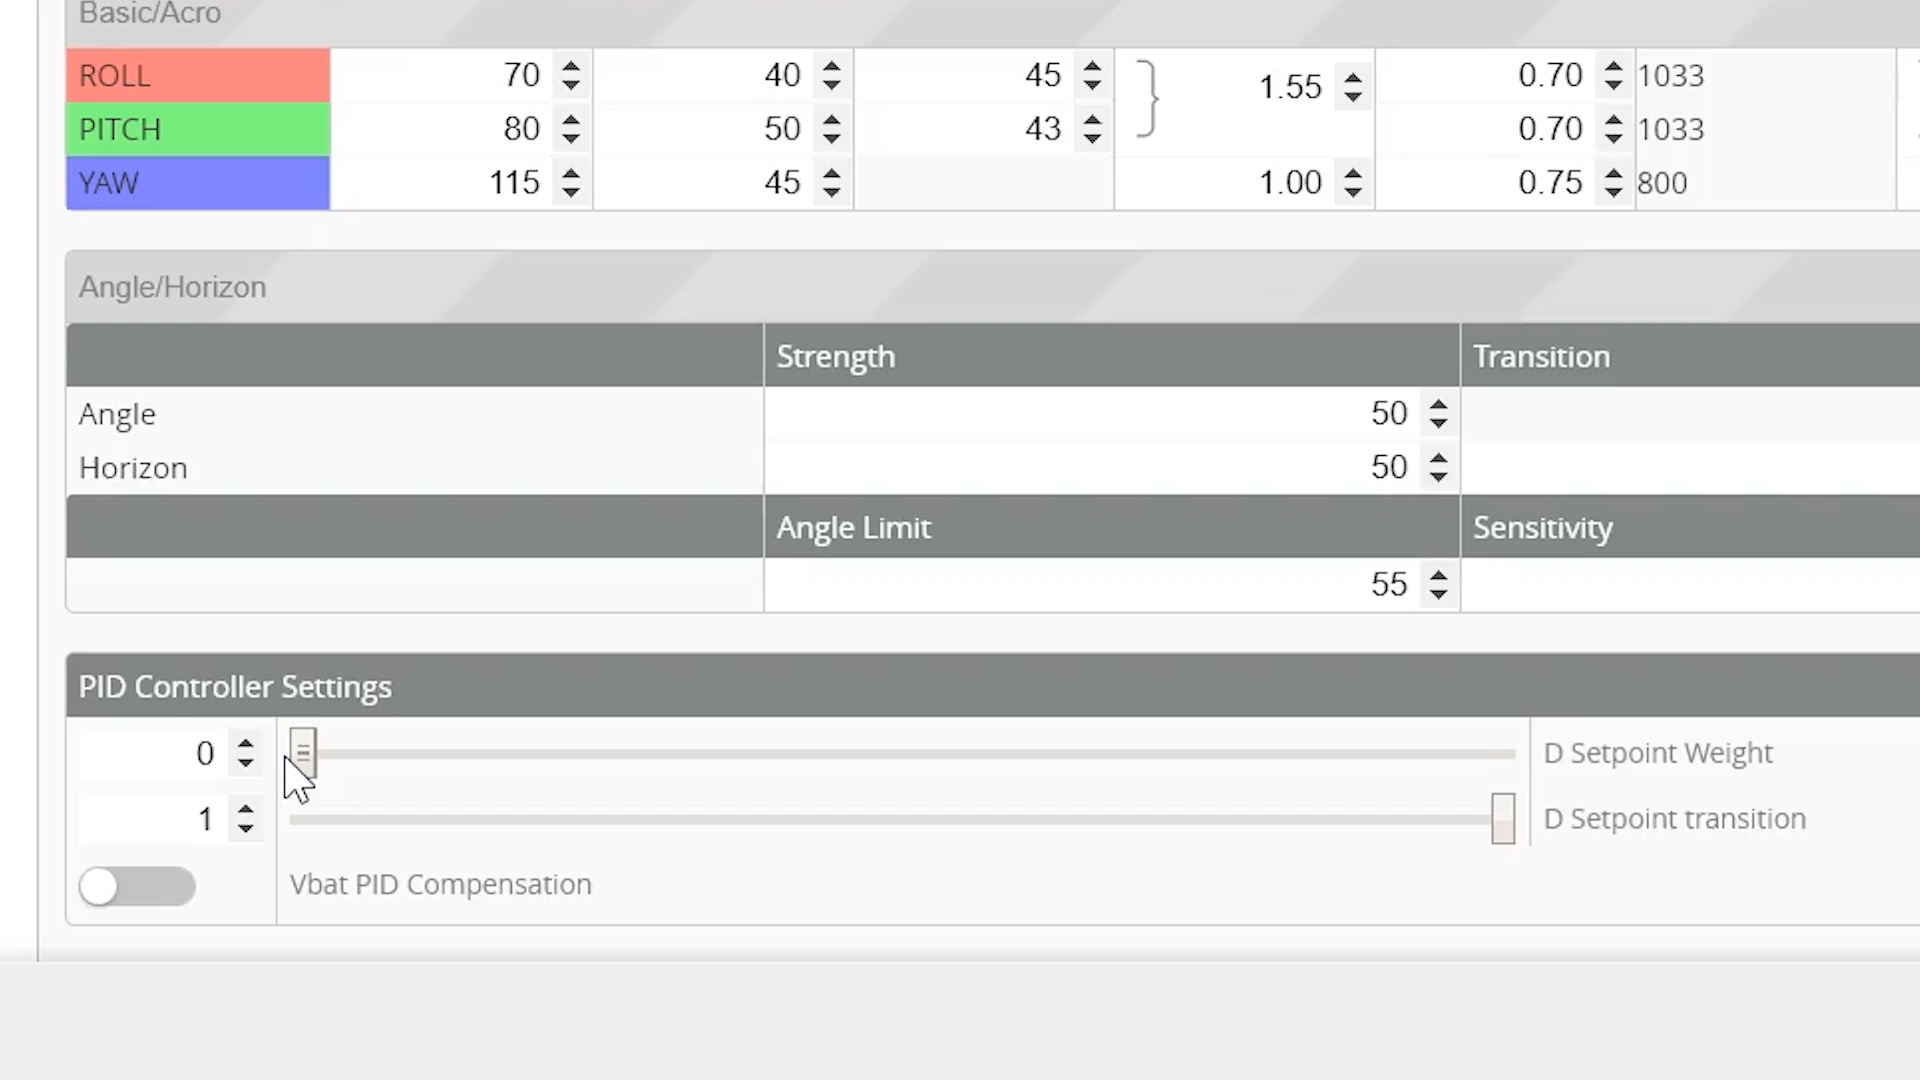 Basic/Acro
ROLL 70 40 45 1.55 0.70 1033
PITCH 80 50 43 0.70 1033
YAW 115 45 1.00 0.75 800
Angle/Horizon
Strength Transition
Angle 50
Horizon 50
Angle Limit Sensitivity
55
PID Controller Settings
0 D Setpoint Weight
1 D Setpoint transition
Vbat PID Compensation